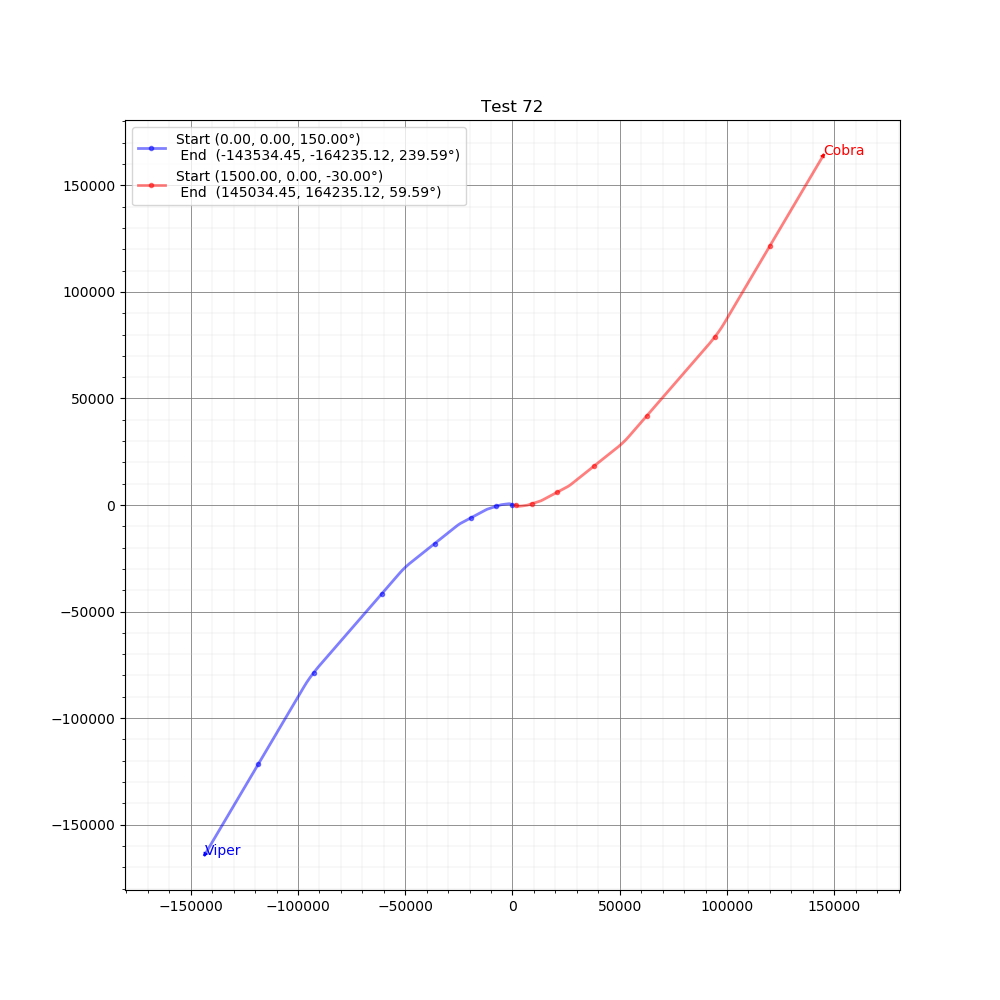 Test 72
Start (0.00, 0.00, 150.00°)
End (-143534.45, -164235.12, 239.59°)
Start (1500.00, 0.00, -30.00°)
End (145034.45, 164235.12, 59.59°)
Cobra
150000
100000
50000
0
−50000
−100000
−150000
Viper
−150000
−100000
−50000
0
50000
100000
150000